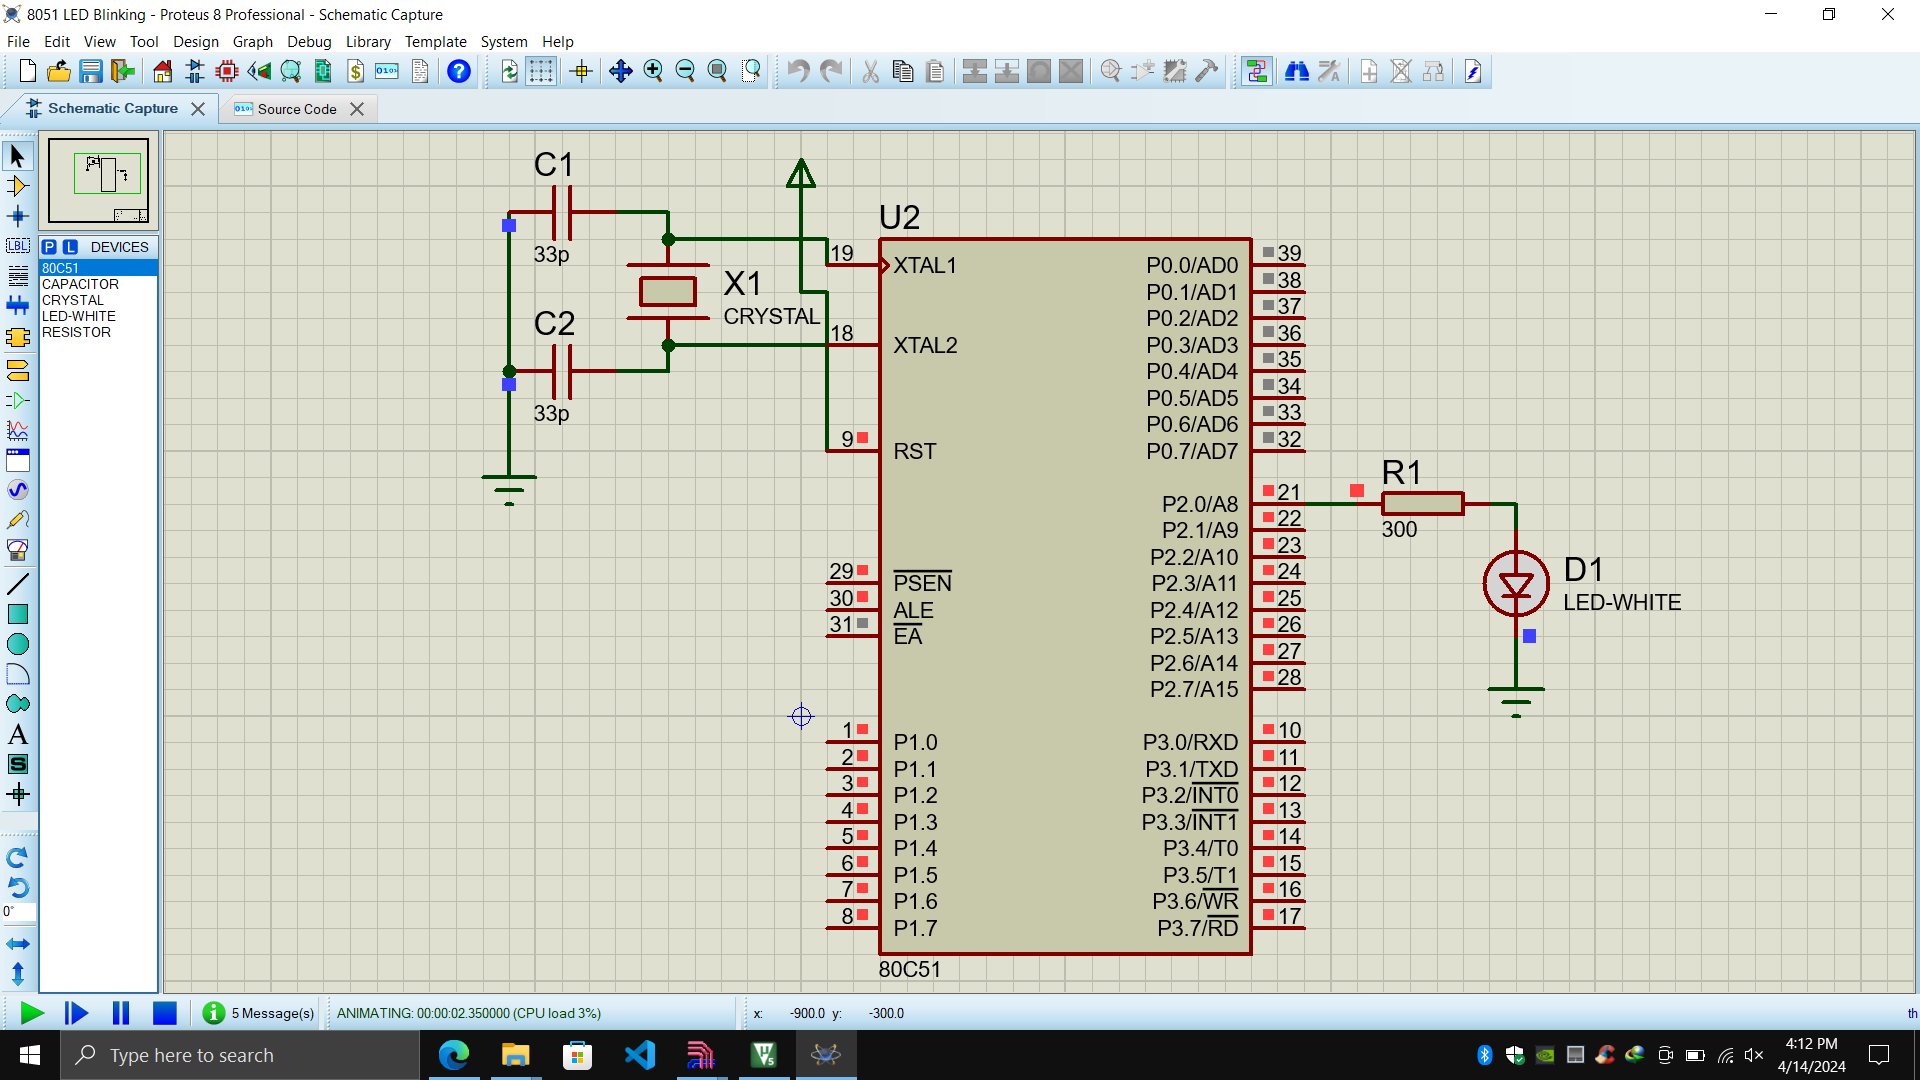 8051 LED Blinking - Proteus 8 Professional - Schematic Capture
File Edit View Tool Design Graph Debug Library Template System Help
Schematic Capture
Source Code
P L DEVICES
80C51
CAPACITOR
CRYSTAL
LED-WHITE
RESISTOR
LBL
A
S
0°
C1
33p
C2
33p
X1
CRYSTAL
U2
19 XTAL1
18 XTAL2
9 RST
29 PSEN
30 ALE
31 EA
1 P1.0
2 P1.1
3 P1.2
4 P1.3
5 P1.4
6 P1.5
7 P1.6
8 P1.7
P0.0/AD0 39
P0.1/AD1 38
P0.2/AD2 37
P0.3/AD3 36
P0.4/AD4 35
P0.5/AD5 34
P0.6/AD6 33
P0.7/AD7 32
P2.0/A8 21
P2.1/A9 22
P2.2/A10 23
P2.3/A11 24
P2.4/A12 25
P2.5/A13 26
P2.6/A14 27
P2.7/A15 28
P3.0/RXD 10
P3.1/TXD 11
P3.2/INT0 12
P3.3/INT1 13
P3.4/T0 14
P3.5/T1 15
P3.6/WR 16
P3.7/RD 17
80C51
R1
300
D1
LED-WHITE
5 Message(s)
ANIMATING: 00:00:02.350000 (CPU load 3%)
x: -900.0 y: -300.0
th
Type here to search
4:12 PM
4/14/2024